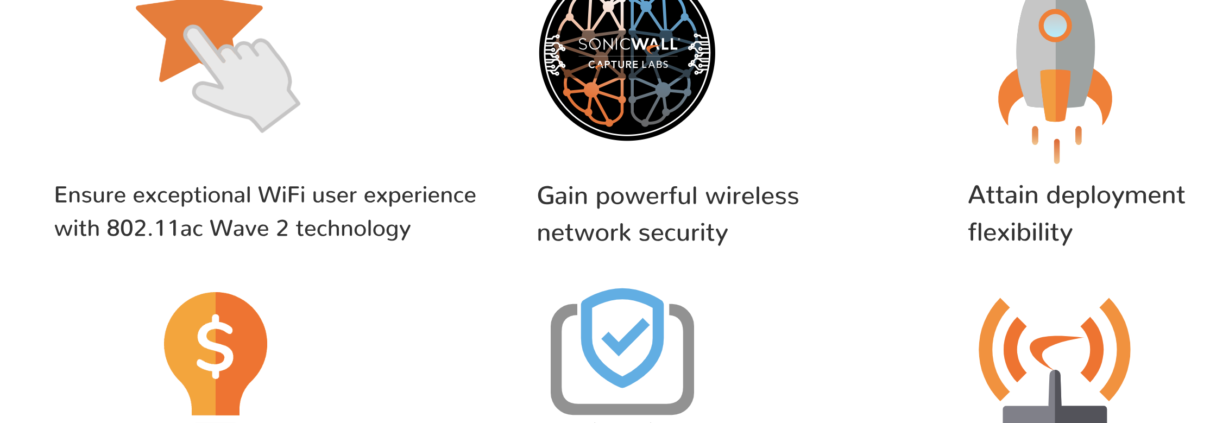 SONICWALL
CAPTURE LABS
Ensure exceptional WiFi user experience
with 802.11ac Wave 2 technology
Gain powerful wireless
network security
Attain deployment
flexibility
$